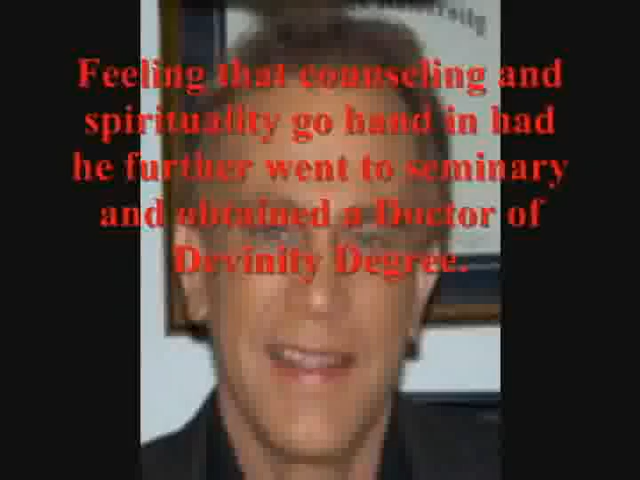 Feeling that counseling and
spirituality go hand in had
he further went to seminary
and obtained a Doctor of
Devinity Degree.